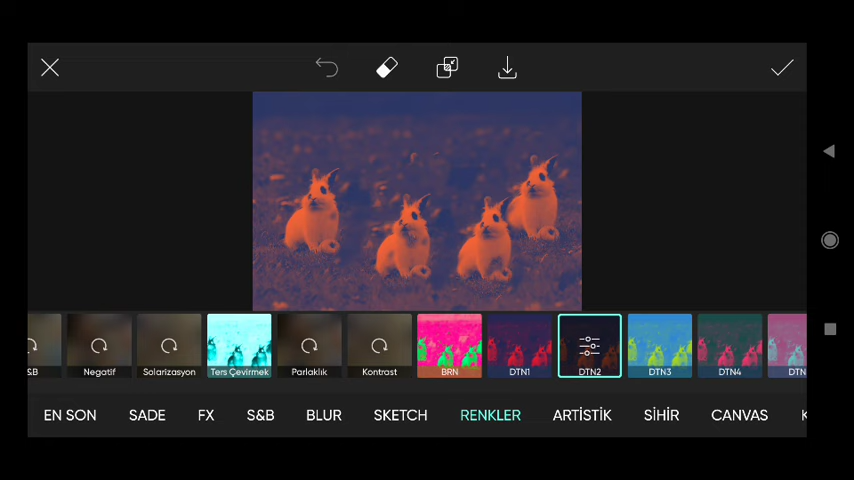 &B
Negatif
Solarizasyon
Ters Çevirmek
Parlaklık
Kontrast
BRN
DTN1
DTN2
DTN3
DTN4
DTN
EN SON
SADE
FX
S&B
BLUR
SKETCH
RENKLER
ARTİSTİK
SİHİR
CANVAS
K